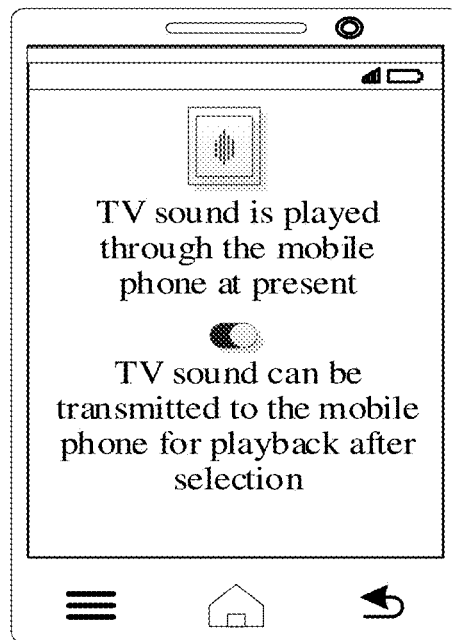 TV sound is played
through the mobile
phone at present
TV sound can be
transmitted to the mobile
phone for playback after
selection